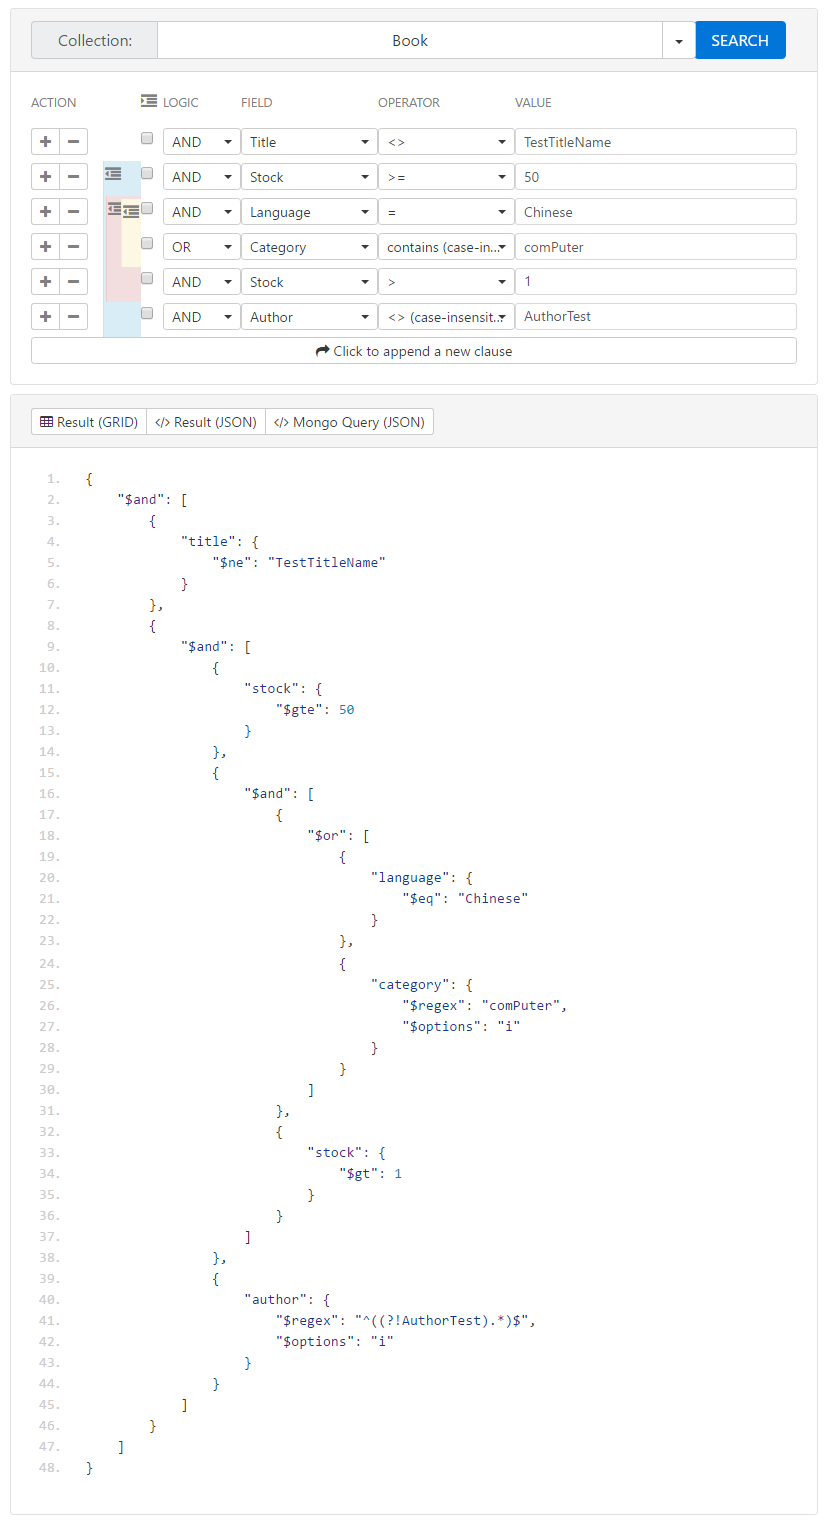 Collection: Book SEARCH
ACTION LOGIC FIELD OPERATOR VALUE
AND Title <> TestTitleName
AND Stock >= 50
AND Language = Chinese
OR Category contains (case-in... comPuter
AND Stock > 1
AND Author <> (case-insensit... AuthorTest
Click to append a new clause
Result (GRID) </> Result (JSON) </> Mongo Query (JSON)
1. {
2. "$and": [
3. {
4. "title": {
5. "$ne": "TestTitleName"
6. }
7. },
8. {
9. "$and": [
10. {
11. "stock": {
12. "$gte": 50
13. }
14. },
15. {
16. "$and": [
17. {
18. "$or": [
19. {
20. "language": {
21. "$eq": "Chinese"
22. }
23. },
24. {
25. "category": {
26. "$regex": "comPuter",
27. "$options": "i"
28. }
29. }
30. ]
31. },
32. {
33. "stock": {
34. "$gt": 1
35. }
36. }
37. ]
38. },
39. {
40. "author": {
41. "$regex": "^((?!AuthorTest).*)$",
42. "$options": "i"
43. }
44. }
45. ]
46. }
47. ]
48. }